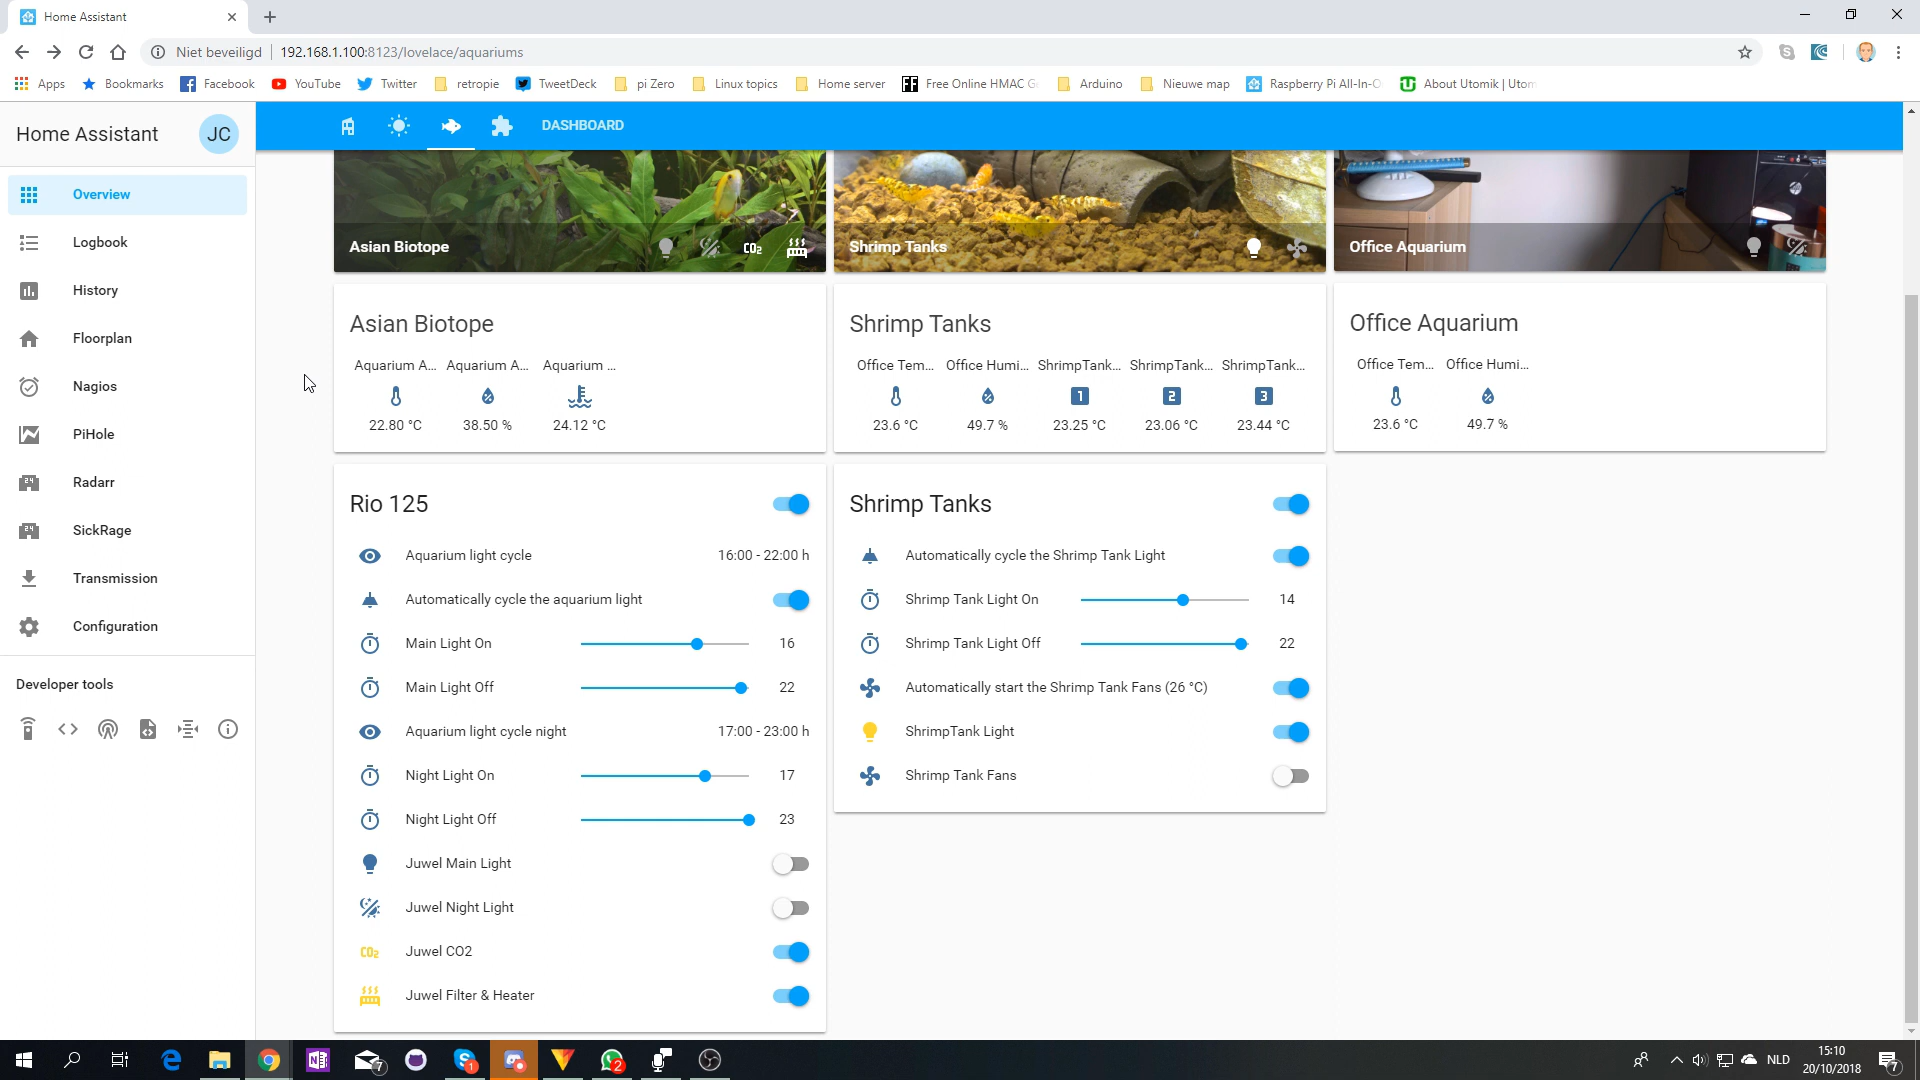 Home Assistant
Niet beveiligd 192.168.1.100:8123/lovelace/aquariums
Apps Bookmarks Facebook YouTube Twitter retropie TweetDeck pi Zero Linux topics Home server Free Online HMAC G Arduino Nieuwe map Raspberry Pi All-In-O About Utomik | Utom
Home Assistant JC
DASHBOARD
Overview
Logbook
History
Floorplan
Nagios
PiHole
Radarr
SickRage
Transmission
Configuration
Developer tools
Asian Biotope CO2
Shrimp Tanks
Office Aquarium
Asian Biotope
Aquarium A... Aquarium A... Aquarium ...
22.80 °C 38.50 % 24.12 °C
Shrimp Tanks
Office Tem... Office Humi... ShrimpTank... ShrimpTank... ShrimpTank...
1 2 3
23.6 °C 49.7 % 23.25 °C 23.06 °C 23.44 °C
Office Aquarium
Office Tem... Office Humi...
23.6 °C 49.7 %
Rio 125
Aquarium light cycle 16:00 - 22:00 h
Automatically cycle the aquarium light
Main Light On 16
Main Light Off 22
Aquarium light cycle night 17:00 - 23:00 h
Night Light On 17
Night Light Off 23
Juwel Main Light
Juwel Night Light
CO2 Juwel CO2
Juwel Filter & Heater
Shrimp Tanks
Automatically cycle the Shrimp Tank Light
Shrimp Tank Light On 14
Shrimp Tank Light Off 22
Automatically start the Shrimp Tank Fans (26 °C)
ShrimpTank Light
Shrimp Tank Fans
7 1 2 NLD 15:10
20/10/2018 7